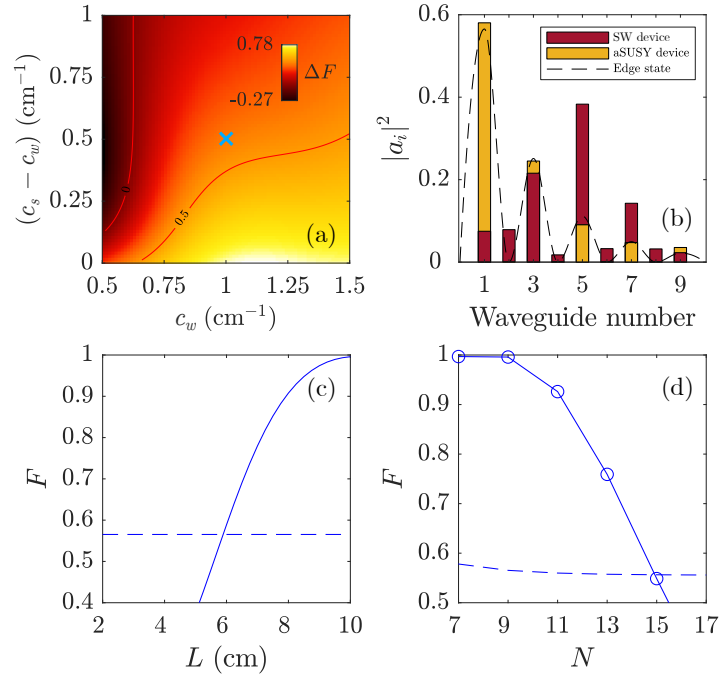 1
0.75
0.5
0.25
0
(c_s − c_w) (cm⁻¹)
0.78
-0.27
ΔF
0
0.5
(a)
0.5 0.75 1 1.25 1.5
c_w (cm⁻¹)
0.6
0.4
0.2
0
|a_i|²
SW device
aSUSY device
Edge state
(b)
1 3 5 7 9
Waveguide number
1
0.9
0.8
0.7
0.6
0.5
0.4
F
(c)
2 4 6 8 10
L (cm)
1
0.9
0.8
0.7
0.6
0.5
F
(d)
7 9 11 13 15 17
N